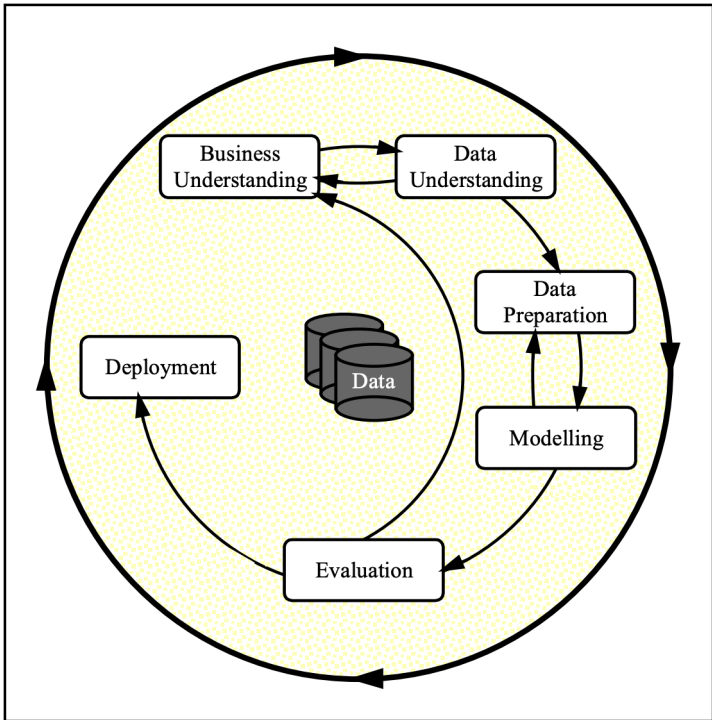 Business
Understanding
Data
Understanding
Data
Preparation
Deployment
Data
Modelling
Evaluation